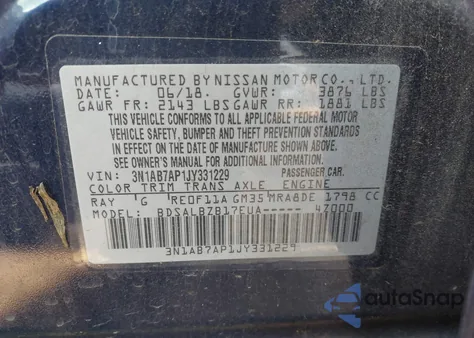 MANUFACTURED BY NISSAN MOTOR CO., LTD.
DATE: 06/18. GVWR: 3876 LBS
GAWR FR: 2143 LBS GAWR RR: 1881 LBS
THIS VEHICLE CONFORMS TO ALL APPLICABLE FEDERAL MOTOR
VEHICLE SAFETY, BUMPER AND THEFT PREVENTION STANDARDS
IN EFFECT ON THE DATE OF MANUFACTURE SHOWN ABOVE.
SEE OWNER'S MANUAL FOR MORE INFORMATION.
VIN: 3N1AB7AP1JY331229 PASSENGER CAR.
COLOR TRIM TRANS AXLE ENGINE
RAY G RE0F11A GM35 MRA8DE 1798 CC
MODEL: BDSALBZB17EUA----- 4Z000
3N1AB7AP1JY331229
autoSnap